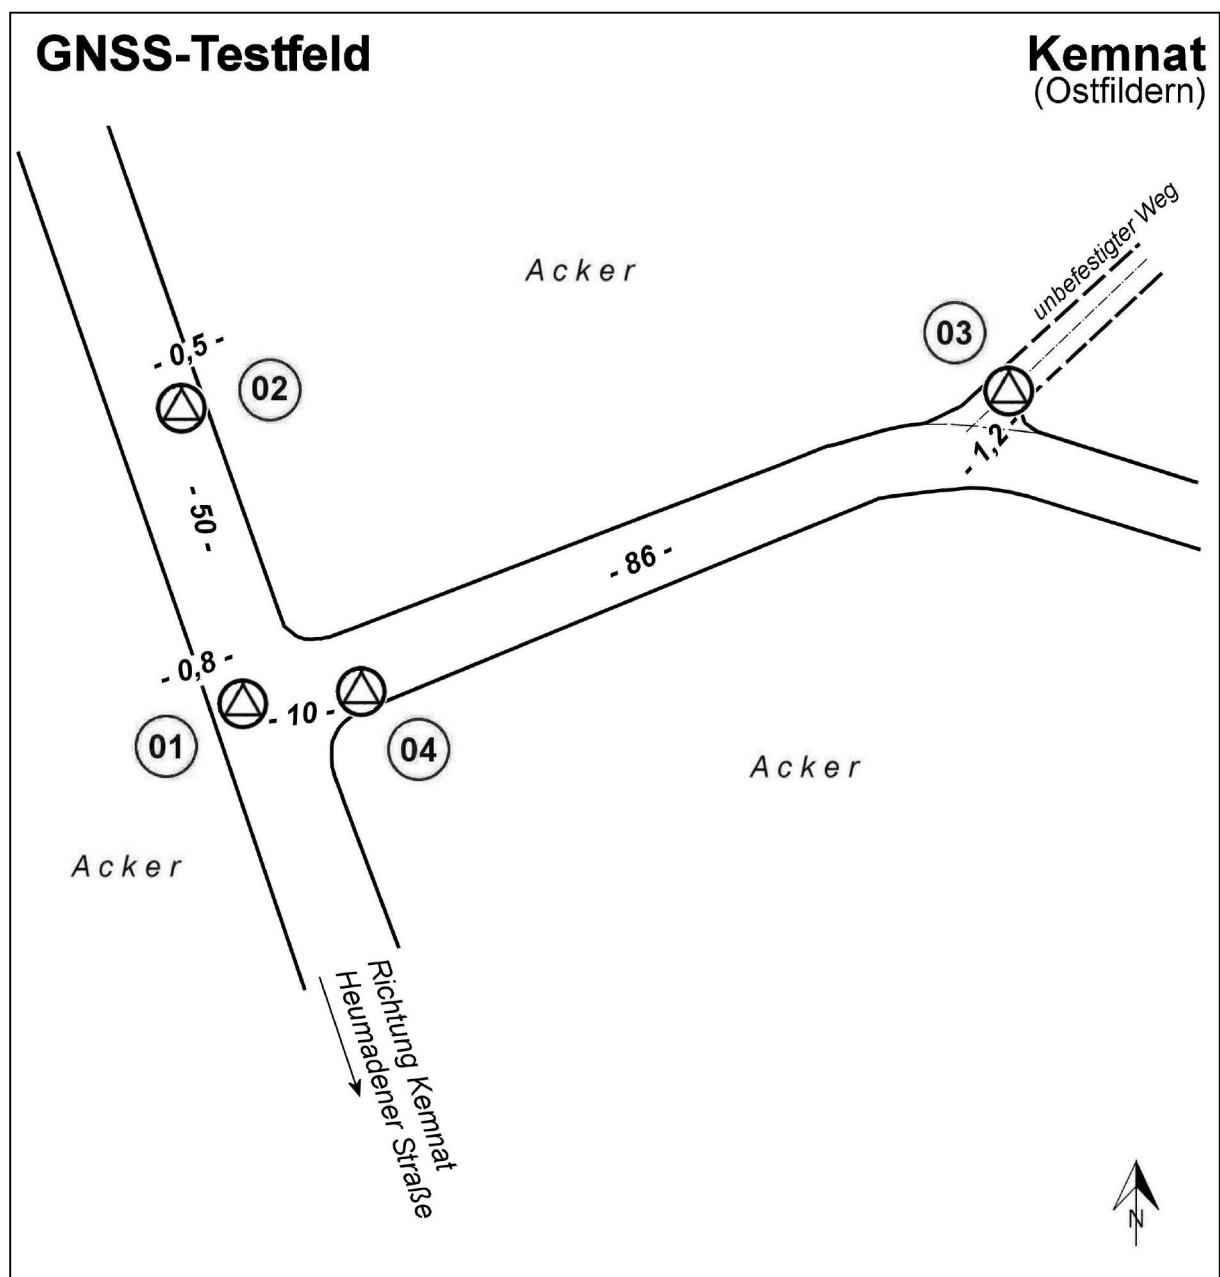 GNSS-Testfeld
Kemnat
(Ostfildern)
unbefestigter Weg
Acker
03
- 0,5 -
02
- 1,2 -
- 50 -
- 86 -
- 0,8 -
- 10 -
01
04
Acker
Acker
Richtung Kemnat
Heumadener Straße
N